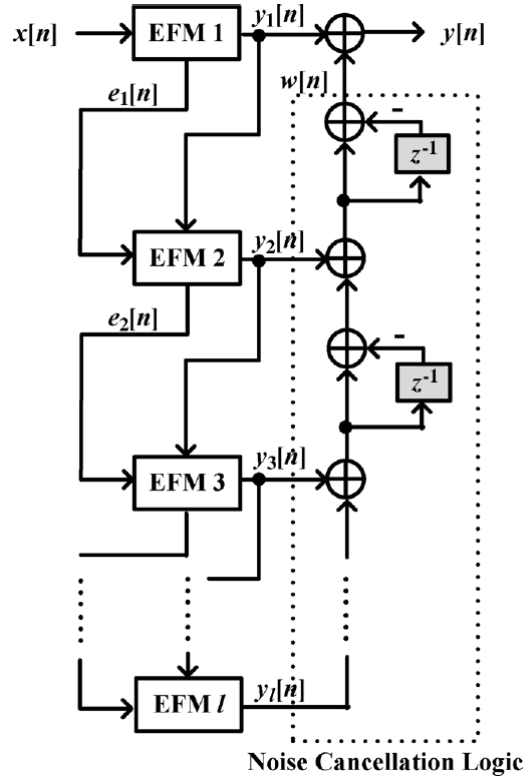 x[n]
EFM 1
y₁[n]
y[n]
e₁[n]
w[n]
-
z⁻¹
EFM 2
y₂[n]
e₂[n]
-
z⁻¹
EFM 3
y₃[n]
EFM l
yₗ[n]
Noise Cancellation Logic